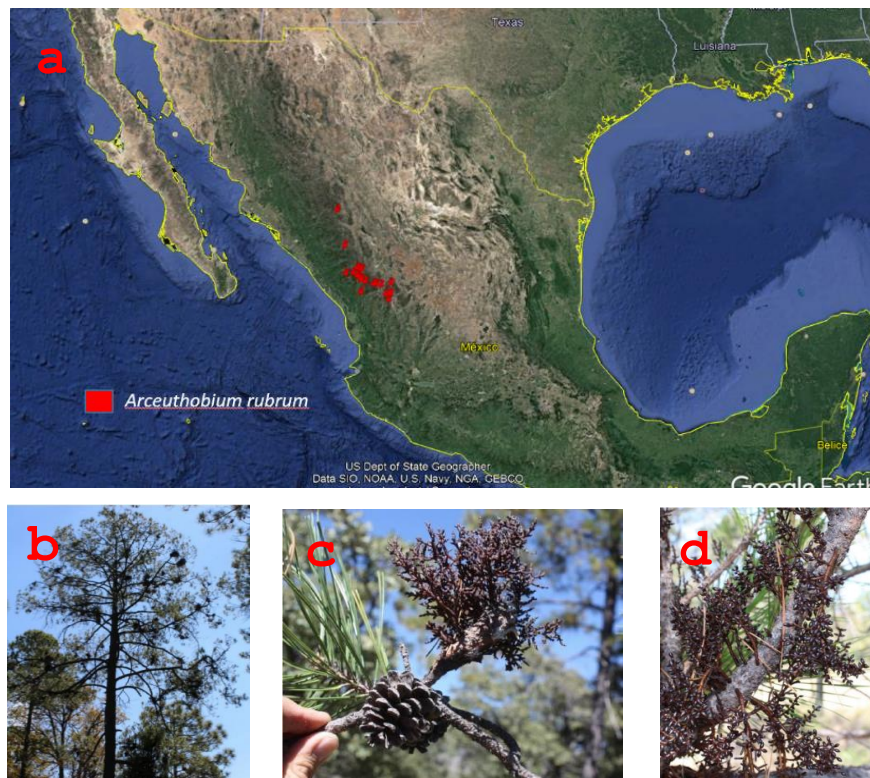 a
Texas
Luisiana
México
Arceuthobium rubrum
Belice
US Dept of State Geographer
Data SIO, NOAA, U.S. Navy, NGA, GEBCO
Google Earth
b
c
d